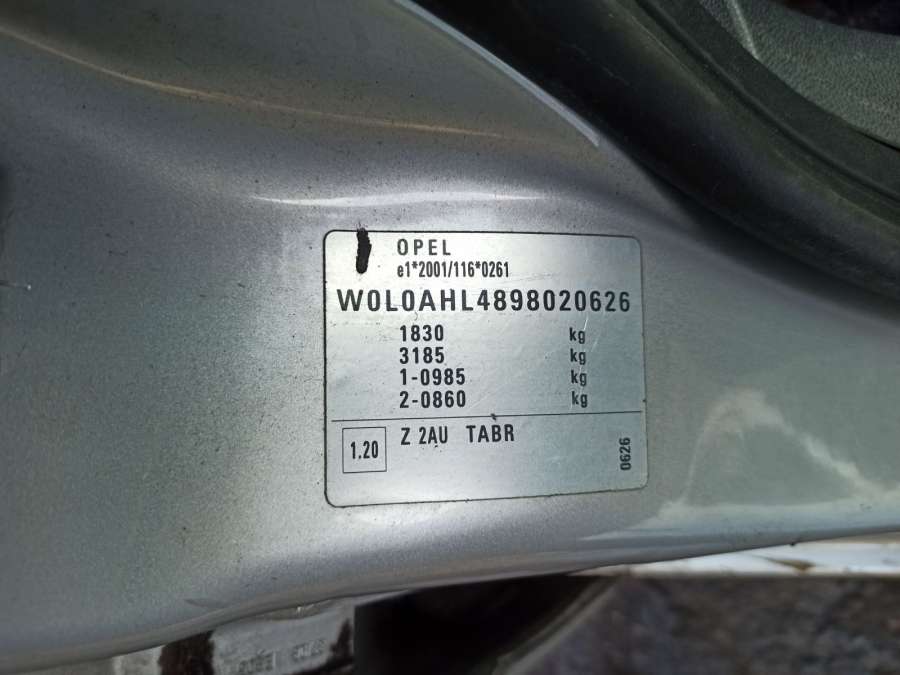 OPEL
e1*2001/116*0261
W0L0AHL4898020626
1830 kg
3185 kg
1-0985 kg
2-0860 kg
1.20 Z 2AU TABR
0626